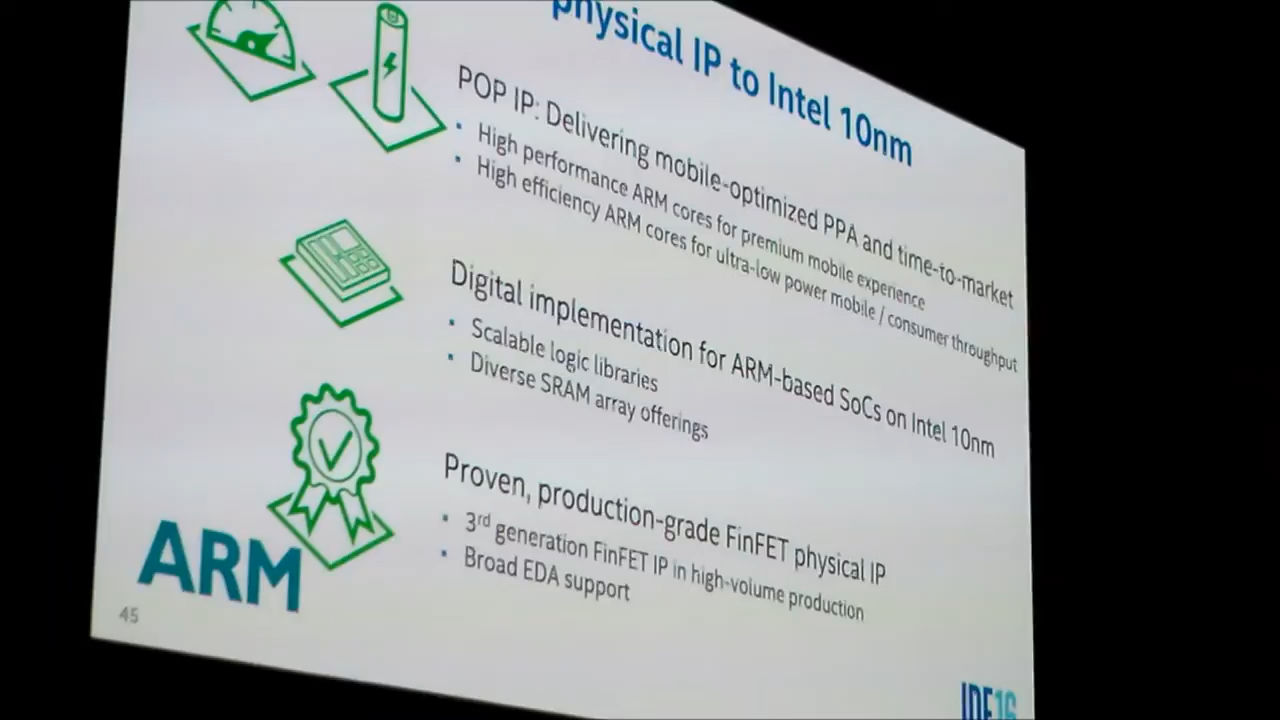 physical IP to Intel 10nm
POP IP: Delivering mobile-optimized PPA and time-to-market
• High performance ARM cores for premium mobile experience
• High efficiency ARM cores for ultra-low power mobile / consumer throughput
Digital implementation for ARM-based SoCs on Intel 10nm
• Scalable logic libraries
• Diverse SRAM array offerings
Proven, production-grade FinFET physical IP
• 3rd generation FinFET IP in high-volume production
• Broad EDA support
ARM
45
IDF16